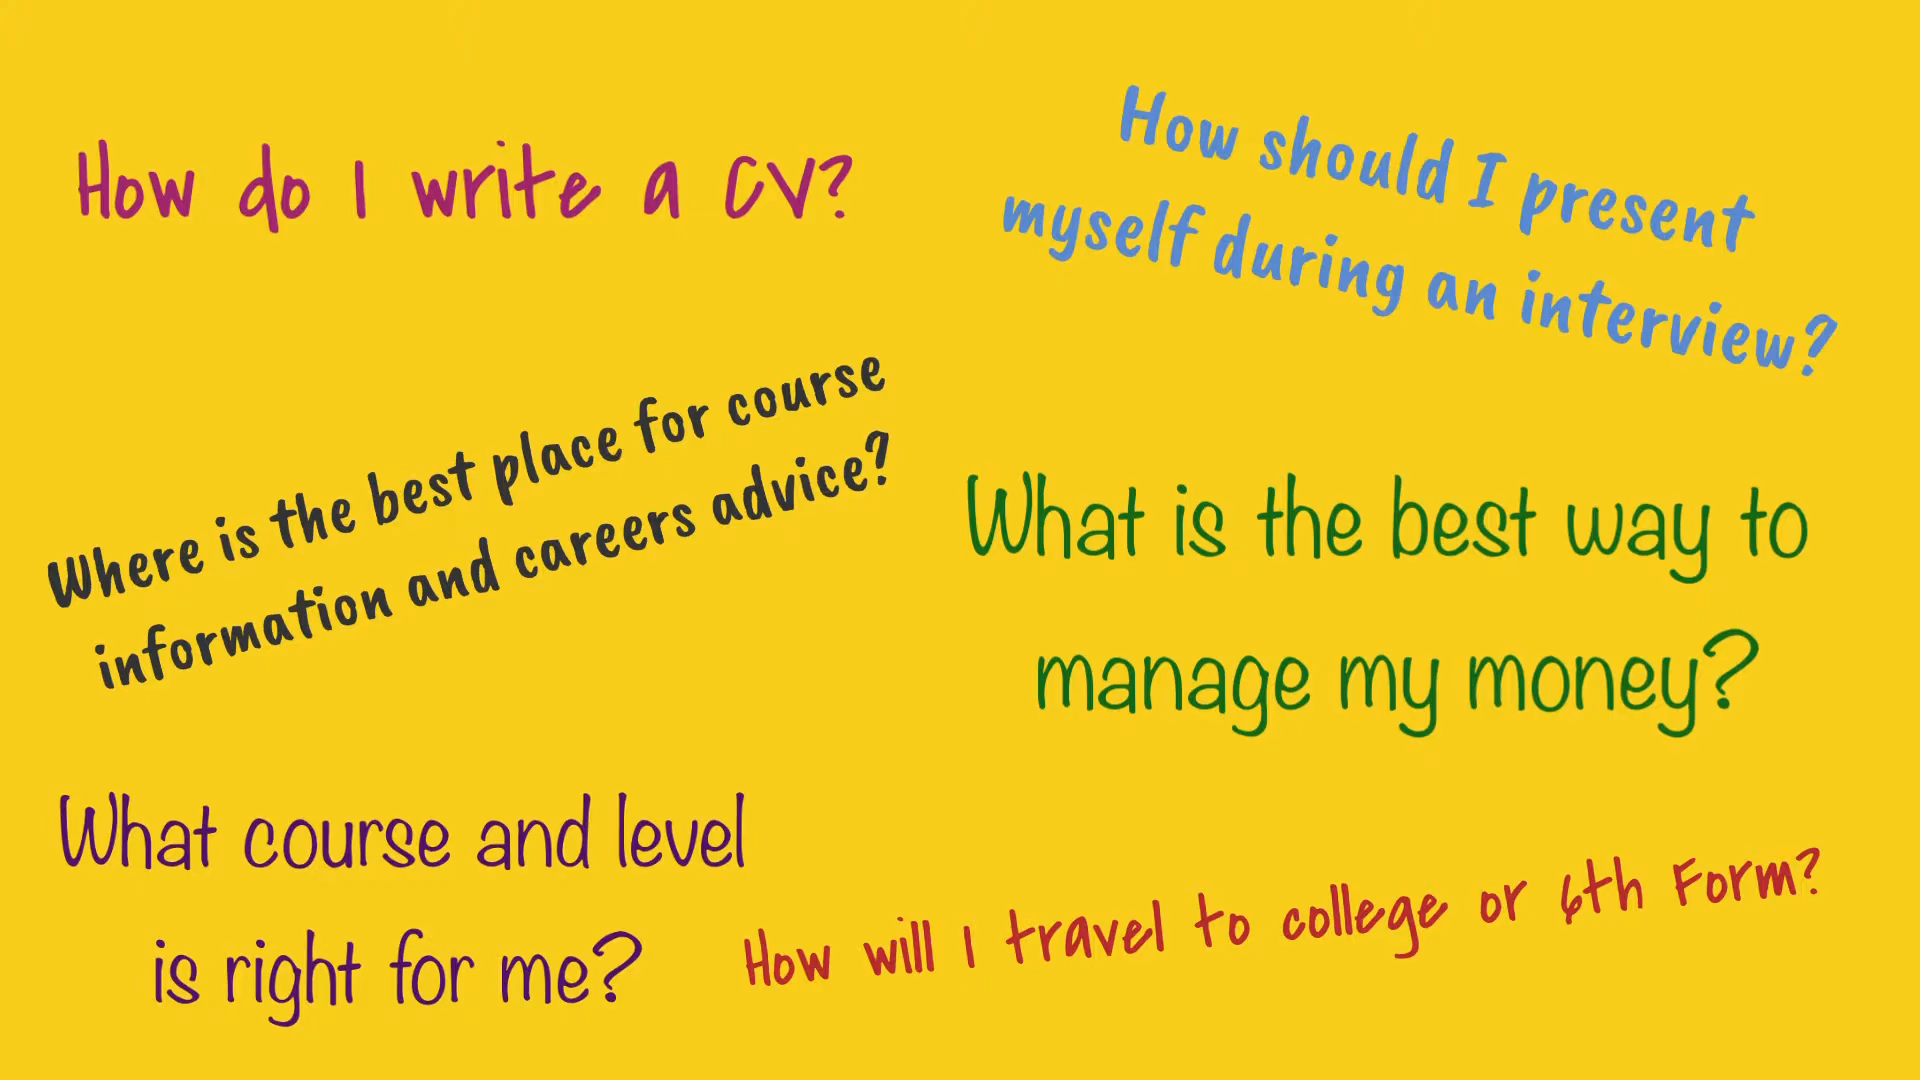 How do I write a CV?
How should I present
myself during an interview?
Where is the best place for course
information and careers advice?
What is the best way to
manage my money?
What course and level
is right for me?
How will I travel to college or 6th Form?